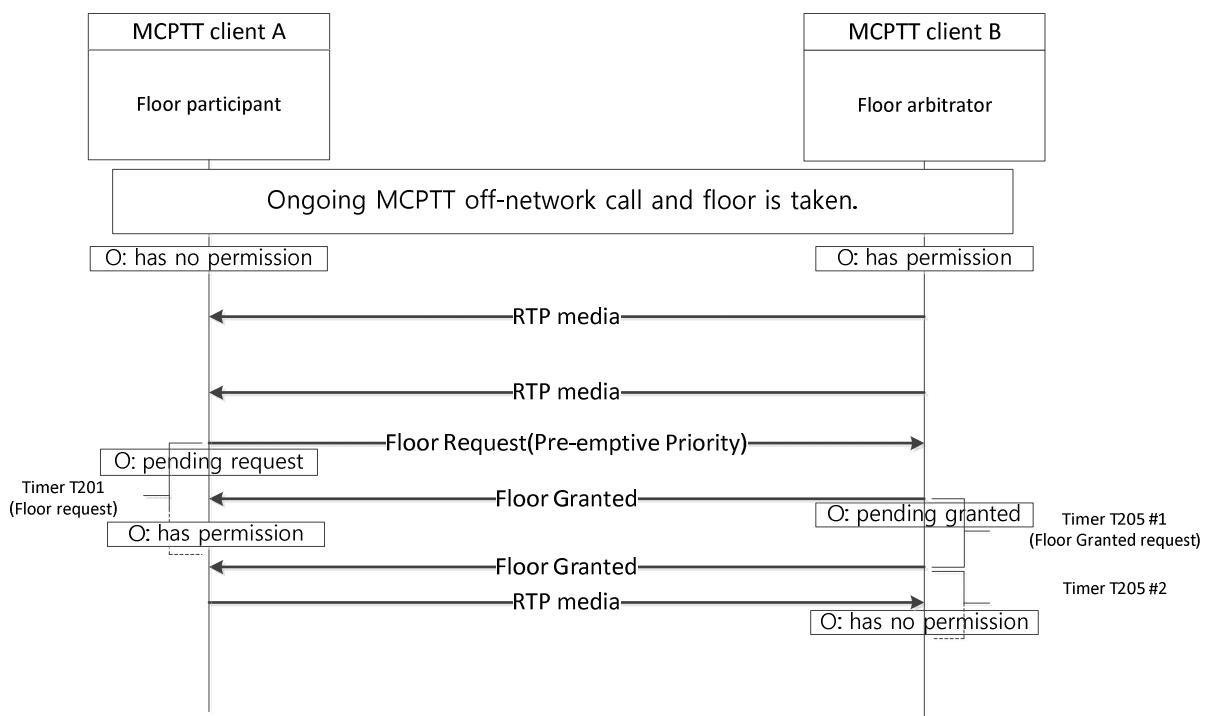 MCPTT client A
MCPTT client B
Floor participant
Floor arbitrator
Ongoing MCPTT off-network call and floor is taken.
O: has no permission
O: has permission
RTP media
RTP media
Floor Request(Pre-emptive Priority)
O: pending request
Timer T201
(Floor request)
Floor Granted
O: pending granted
Timer T205 #1
(Floor Granted request)
O: has permission
Floor Granted
Timer T205 #2
RTP media
O: has no permission